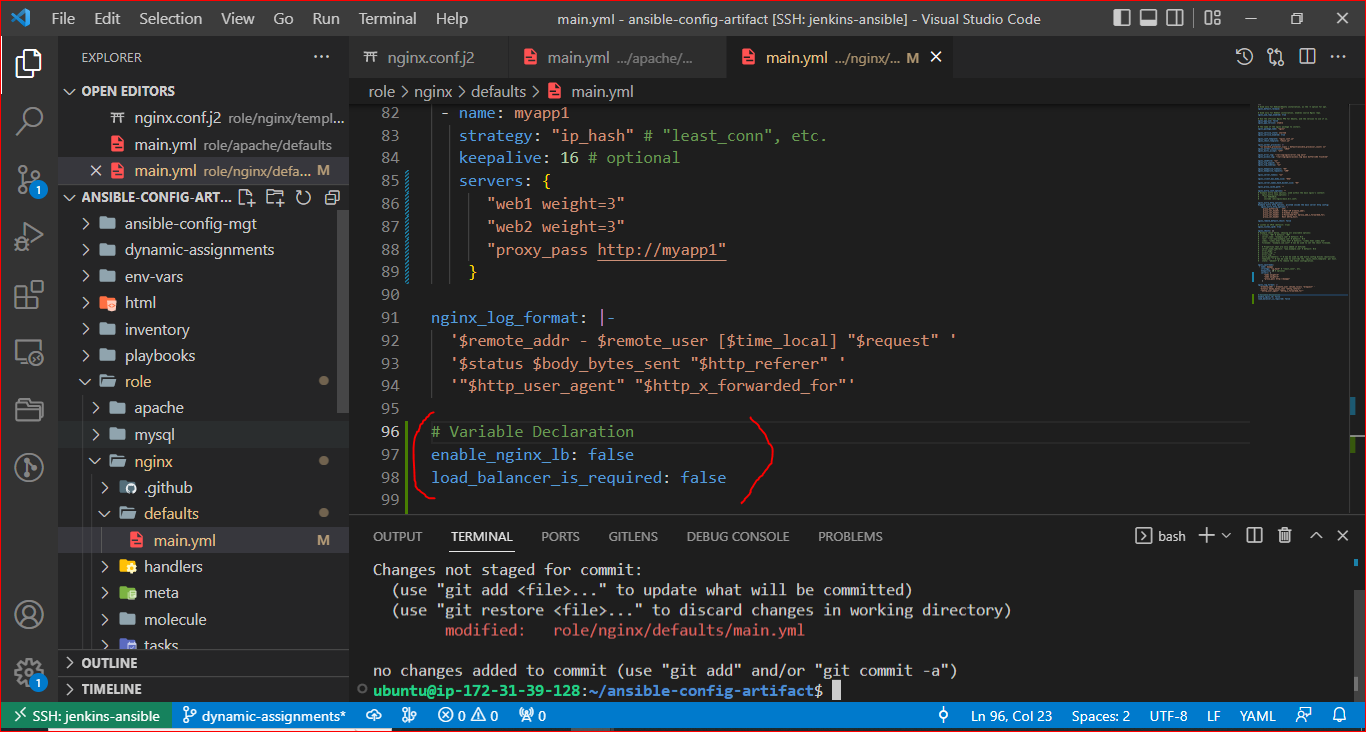 File Edit Selection View Go Run Terminal Help
main.yml - ansible-config-artifact [SSH: jenkins-ansible] - Visual Studio Code
EXPLORER
OPEN EDITORS
nginx.conf.j2 role/nginx/templ...
main.yml role/apache/defaults
main.yml role/nginx/defa... M
ANSIBLE-CONFIG-ART...
ansible-config-mgt
dynamic-assignments
env-vars
html
inventory
playbooks
role
apache
mysql
nginx
.github
defaults
main.yml M
handlers
meta
molecule
tasks
OUTLINE
TIMELINE
1
1
nginx.conf.j2
main.yml .../apache/...
main.yml .../nginx/... M
role > nginx > defaults > main.yml
82 - name: myapp1
83 strategy: "ip_hash" # "least_conn", etc.
84 keepalive: 16 # optional
85 servers: {
86 "web1 weight=3"
87 "web2 weight=3"
88 "proxy_pass http://myapp1"
89 }
90
91 nginx_log_format: |-
92 '$remote_addr - $remote_user [$time_local] "$request" '
93 '$status $body_bytes_sent "$http_referer" '
94 '"$http_user_agent" "$http_x_forwarded_for"'
95
96 # Variable Declaration
97 enable_nginx_lb: false
98 load_balancer_is_required: false
99
OUTPUT TERMINAL PORTS GITLENS DEBUG CONSOLE PROBLEMS
bash
Changes not staged for commit:
(use "git add <file>..." to update what will be committed)
(use "git restore <file>..." to discard changes in working directory)
modified: role/nginx/defaults/main.yml
no changes added to commit (use "git add" and/or "git commit -a")
ubuntu@ip-172-31-39-128:~/ansible-config-artifact$
SSH: jenkins-ansible dynamic-assignments* 0 0 0 Ln 96, Col 23 Spaces: 2 UTF-8 LF YAML